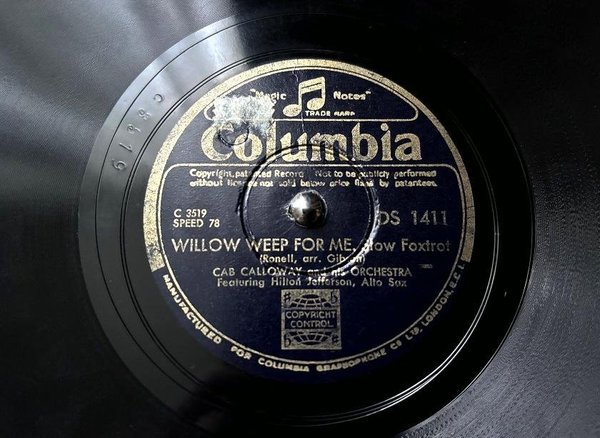 "Magic Notes"
TRADE MARK
Columbia
Copyright, patented Record Not to be publicly performed
without licence not sold below price fixed by patentees.
C 3519
SPEED 78
DS 1411
WILLOW WEEP FOR ME. Slow Foxtrot
(Ronell, arr. Gibson)
CAB CALLOWAY and his ORCHESTRA
Featuring Hilton Jefferson, Alto Sax
COPYRIGHT
CONTROL
MANUFACTURED FOR COLUMBIA GRAPHOPHONE CO LTD. LONDON, E.C.1.